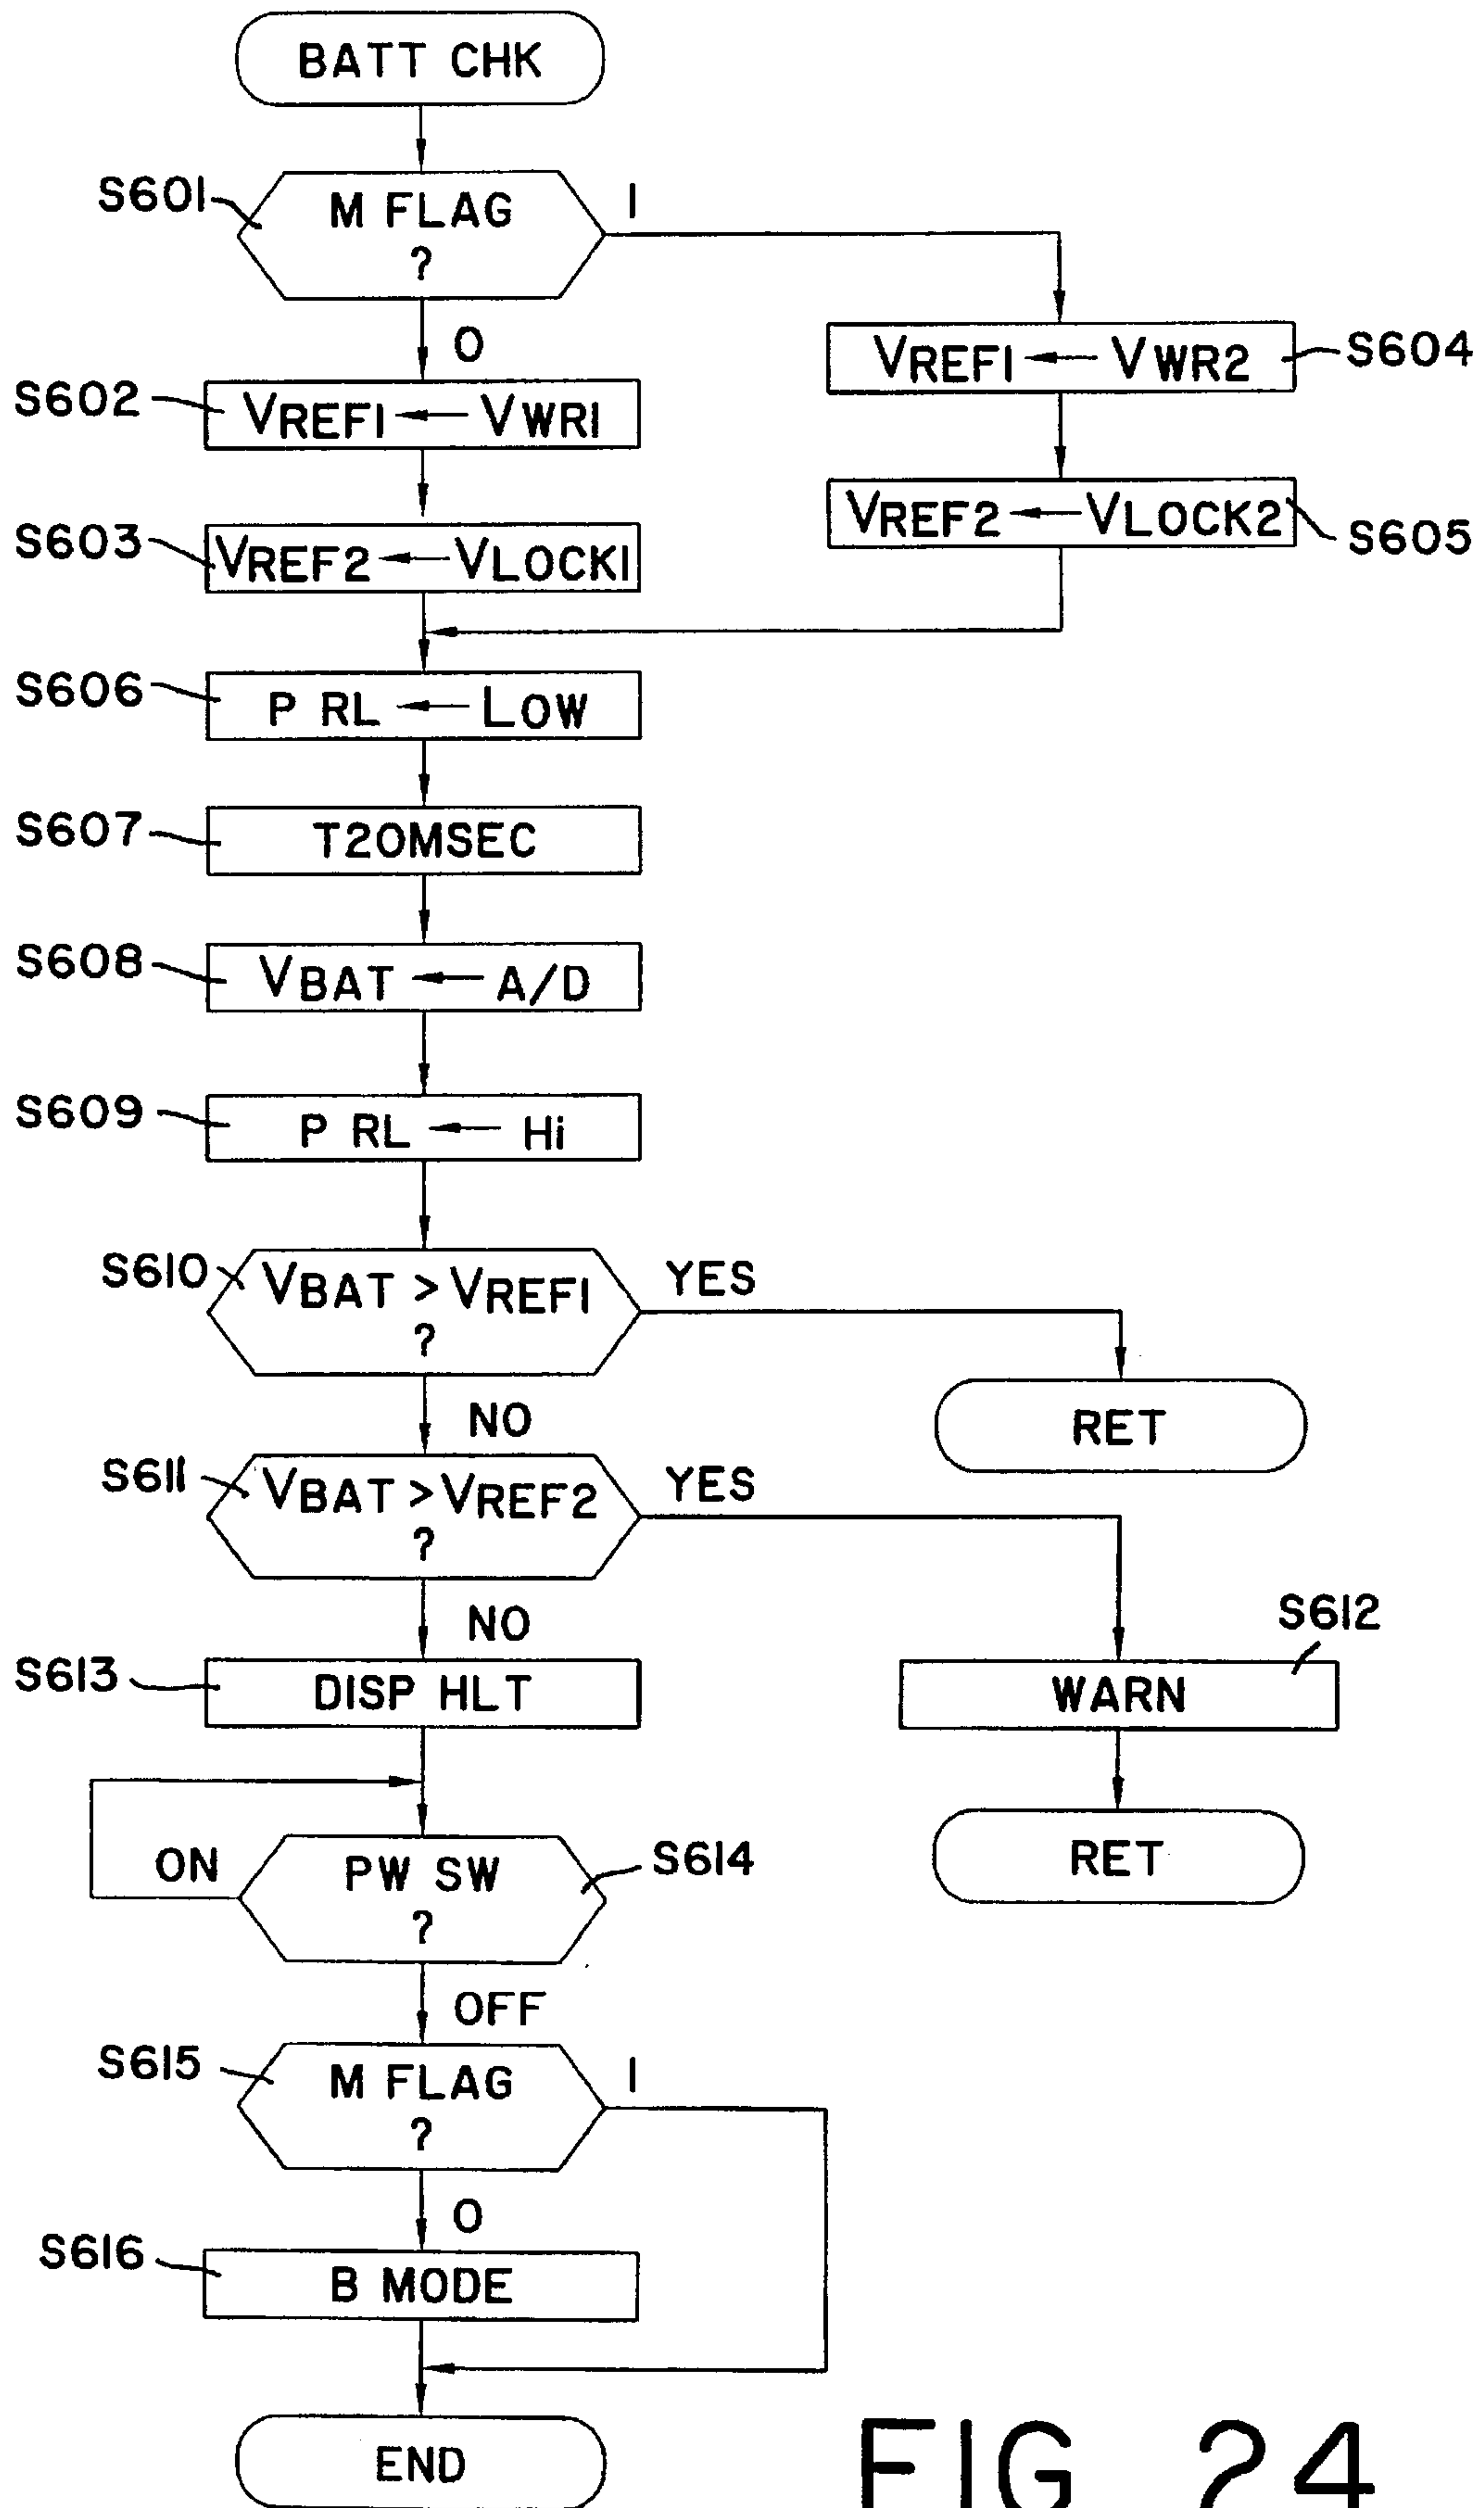 BATT CHK
S601
M FLAG
?
1
0
S604
VREF1 ← VWR2
S602
VREF1 ← VWR1
S605
VREF2 ← VLOCK2
S603
VREF2 ← VLOCK1
S606
P RL ← LOW
S607
T20MSEC
S608
VBAT ← A/D
S609
P RL ← Hi
S610
VBAT > VREF1
?
YES
RET
NO
S611
VBAT > VREF2
?
YES
NO
S612
WARN
S613
DISP HLT
RET
ON
PW SW
?
S614
OFF
S615
M FLAG
?
1
0
S616
B MODE
END
FIG 24